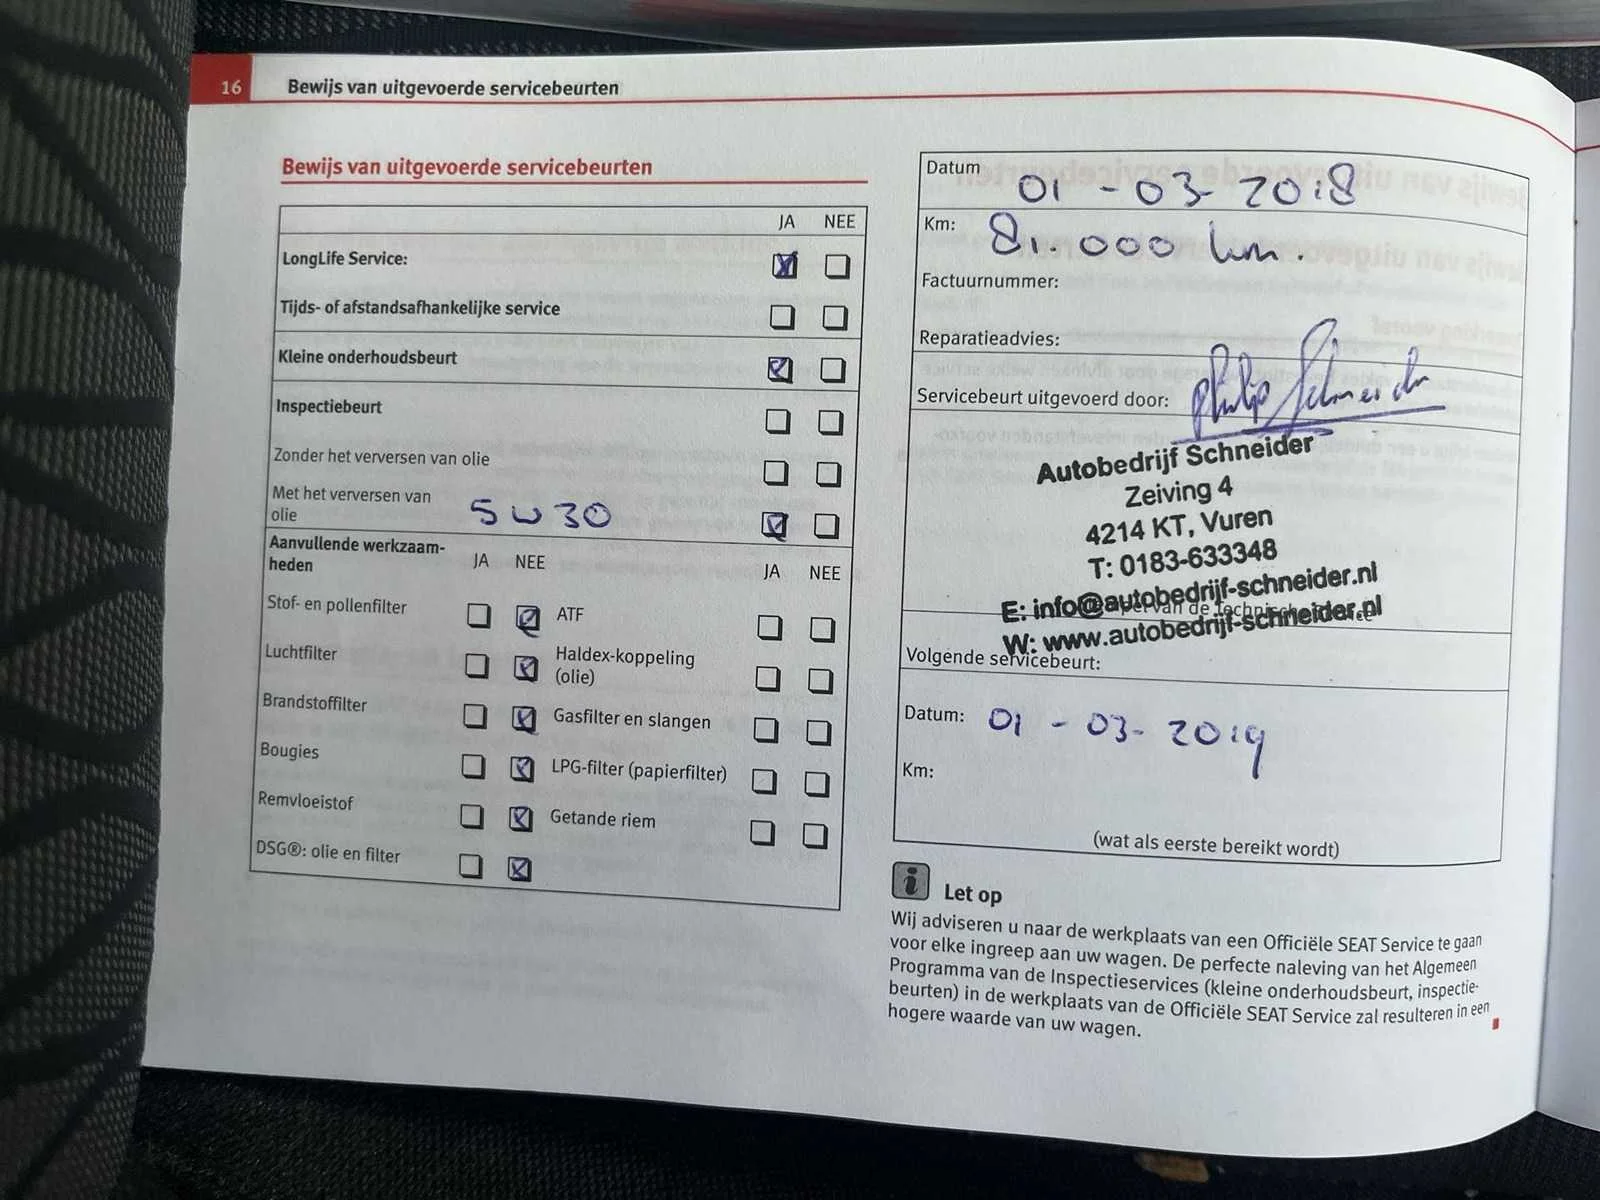 16 Bewijs van uitgevoerde servicebeurten
Bewijs van uitgevoerde servicebeurten
JA NEE
LongLife Service:
Tijds- of afstandsafhankelijke service
Kleine onderhoudsbeurt
Inspectiebeurt
Zonder het verversen van olie
Met het verversen van
olie 5W30
Aanvullende werkzaam-
heden
JA NEE
JA NEE
Stof- en pollenfilter
ATF
Luchtfilter
Haldex-koppeling
(olie)
Brandstoffilter
Gasfilter en slangen
Bougies
LPG-filter (papierfilter)
Remvloeistof
Getande riem
DSG®: olie en filter
Datum 01-03-2018
Km: 81.000 km.
Factuurnummer:
Reparatieadvies:
Servicebeurt uitgevoerd door: Philip Schneider
Autobedrijf Schneider
Zeiving 4
4214 KT, Vuren
T: 0183-633348
E: info@autobedrijf-schneider.nl
van de Technische
W: www.autobedrijf-schneider.nl
Volgende servicebeurt:
Datum: 01-03-2019
Km:
(wat als eerste bereikt wordt)
i Let op
Wij adviseren u naar de werkplaats van een Officiële SEAT Service te gaan
voor elke ingreep aan uw wagen. De perfecte naleving van het Algemeen
Programma van de Inspectieservices (kleine onderhoudsbeurt, inspectie-
beurten) in de werkplaats van de Officiële SEAT Service zal resulteren in een
hogere waarde van uw wagen.